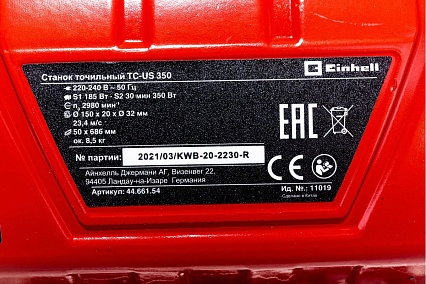 Einhell
Станок точильный TC-US 350
220-240 В ~ 50 Гц
S1 185 Вт · S2 30 мин 350 Вт
n₀ 2980 мин⁻¹
Ø 150 x 20 x Ø 32 мм
23,4 м/с
50 x 686 мм
ок. 8,5 кг
EAC
CE
№ партии: 2021/03/KWB-20-2230-R
Айнхелль Джермани АГ, Визенвег 22,
94405 Ландау-на-Изаре Германия
Артикул: 44.661.54
Ид. №: 11019
Сделано в Китае